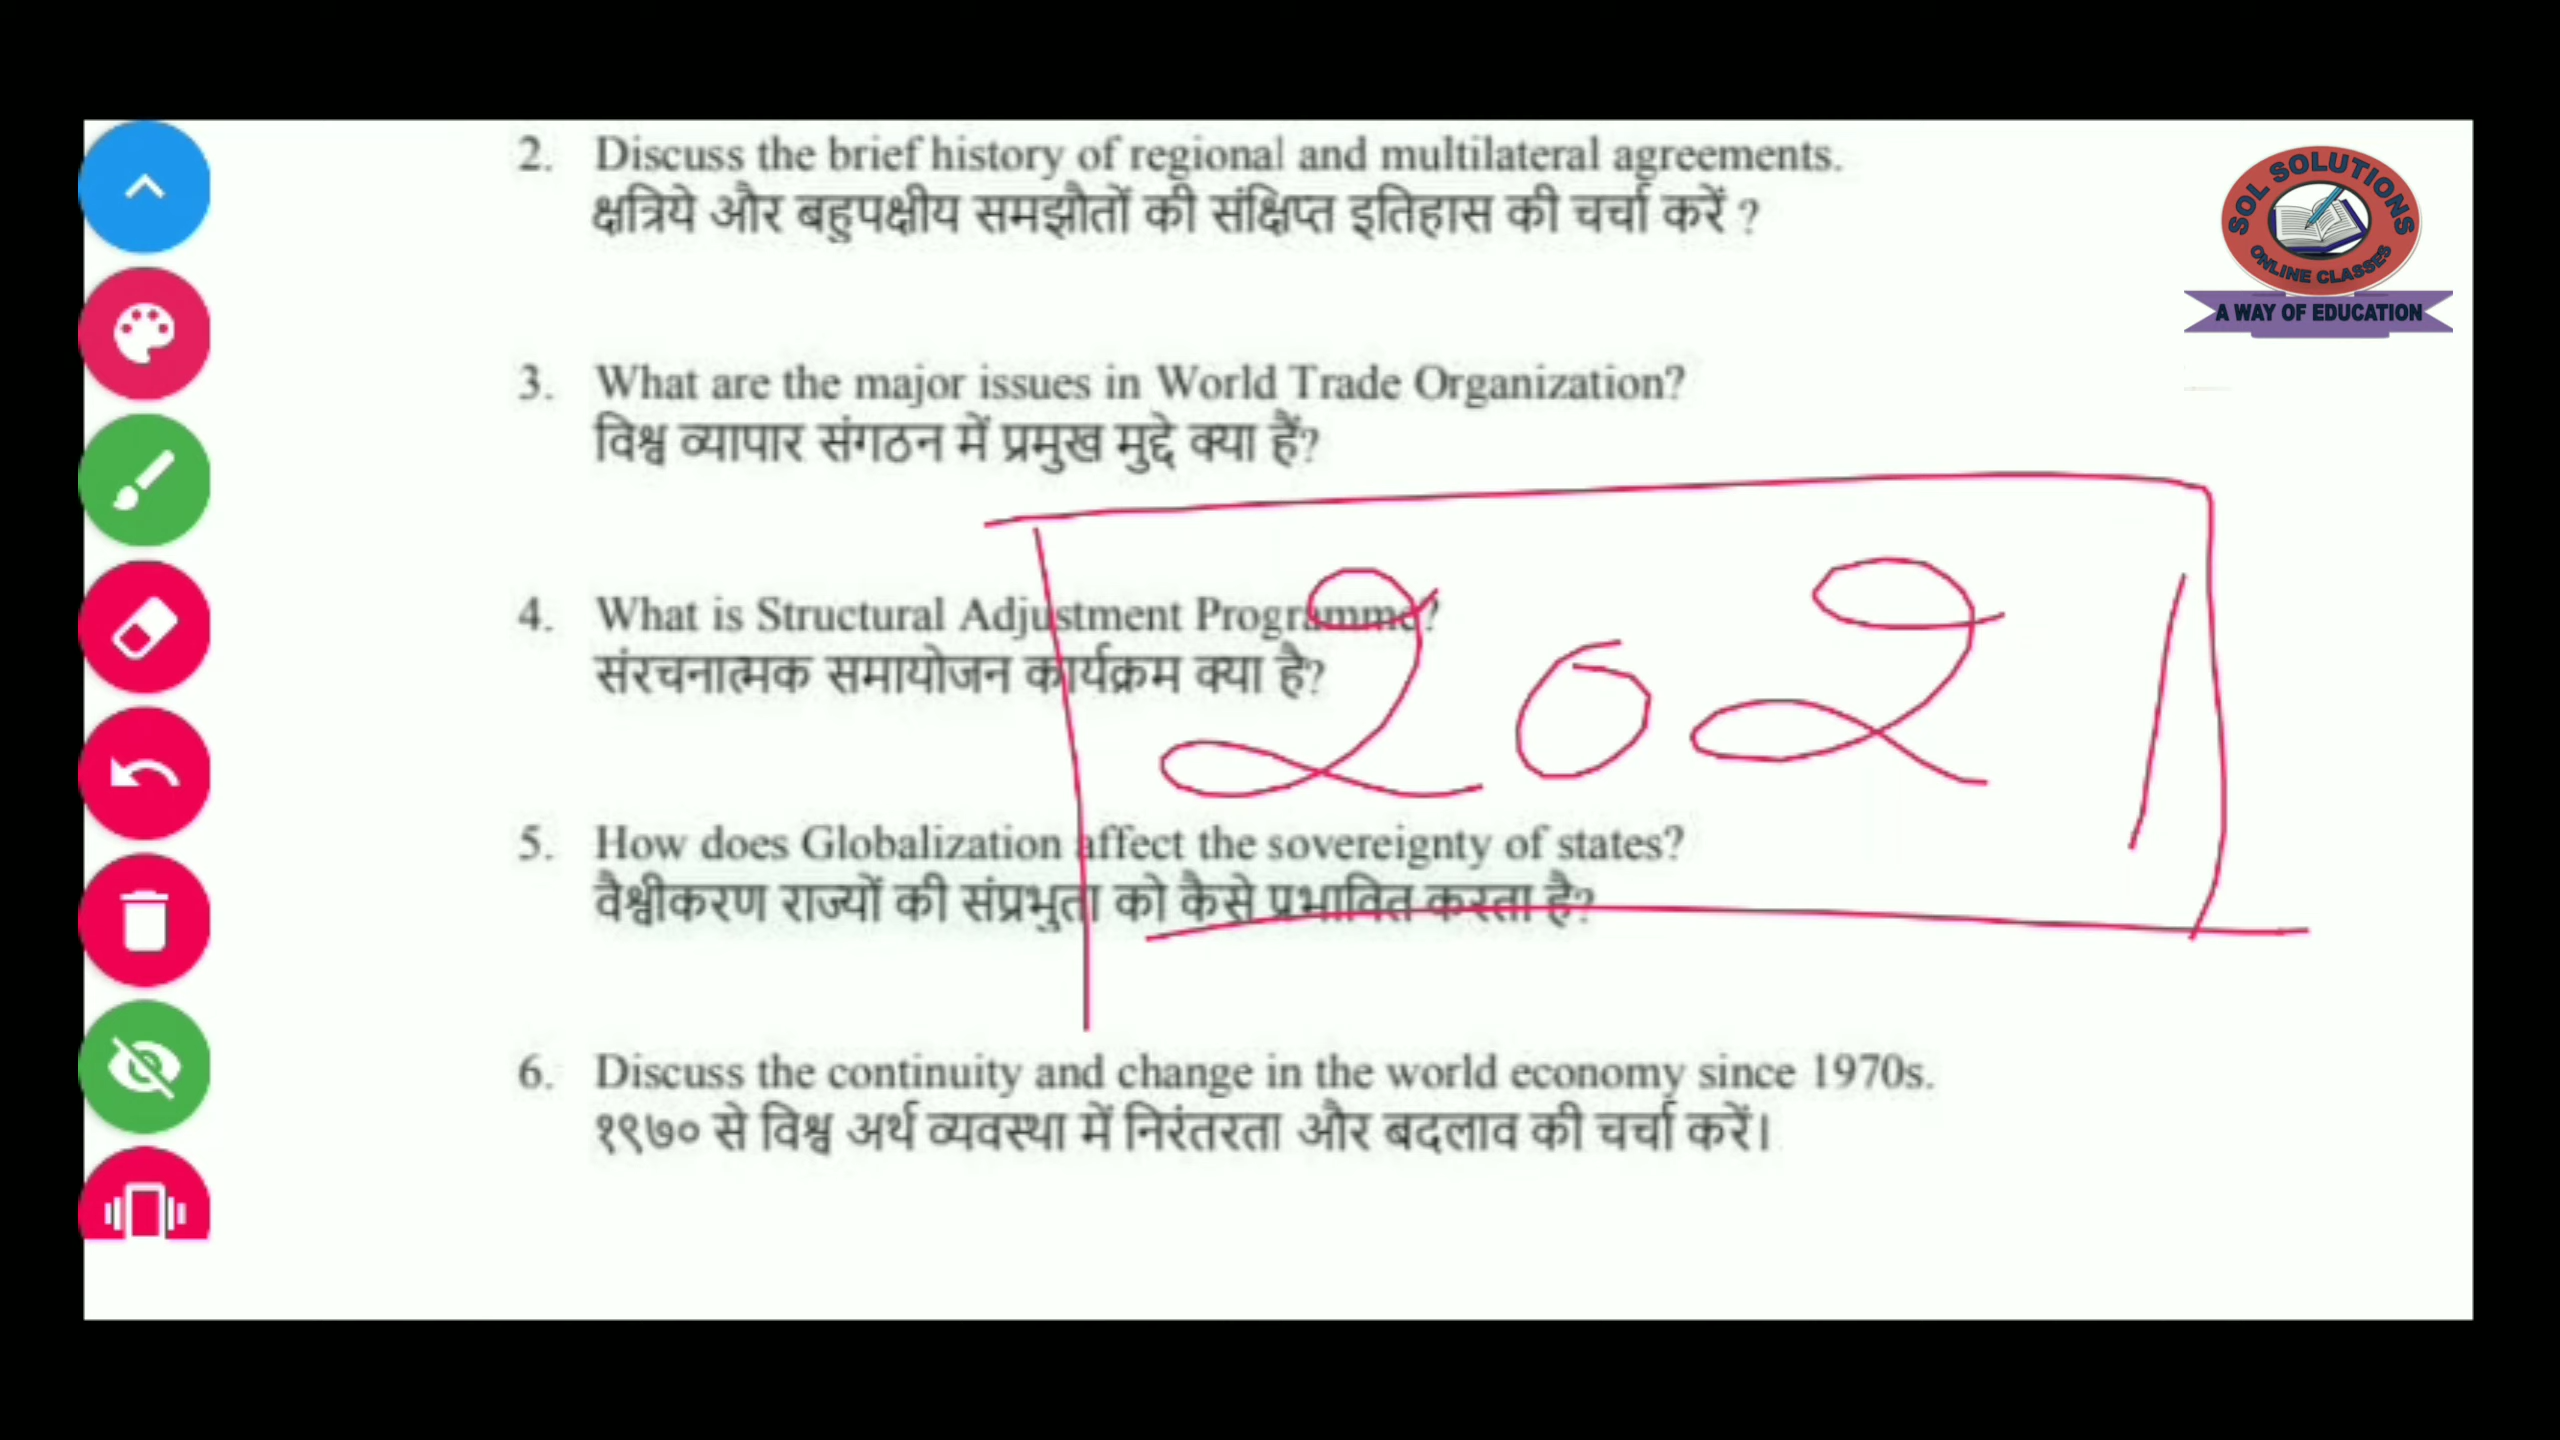 2. Discuss the brief history of regional and multilateral agreements.
क्षत्रिये और बहुपक्षीय समझौतों की संक्षिप्त इतिहास की चर्चा करें ?
SOL SOLUTIONS
ONLINE CLASSES
A WAY OF EDUCATION
3. What are the major issues in World Trade Organization?
विश्व व्यापार संगठन में प्रमुख मुद्दे क्या हैं?
4. What is Structural Adjustment Programme?
संरचनात्मक समायोजन कार्यक्रम क्या है?
2021
5. How does Globalization affect the sovereignty of states?
वैश्वीकरण राज्यों की संप्रभुता को कैसे प्रभावित करता है?
6. Discuss the continuity and change in the world economy since 1970s.
१९७० से विश्व अर्थ व्यवस्था में निरंतरता और बदलाव की चर्चा करें।